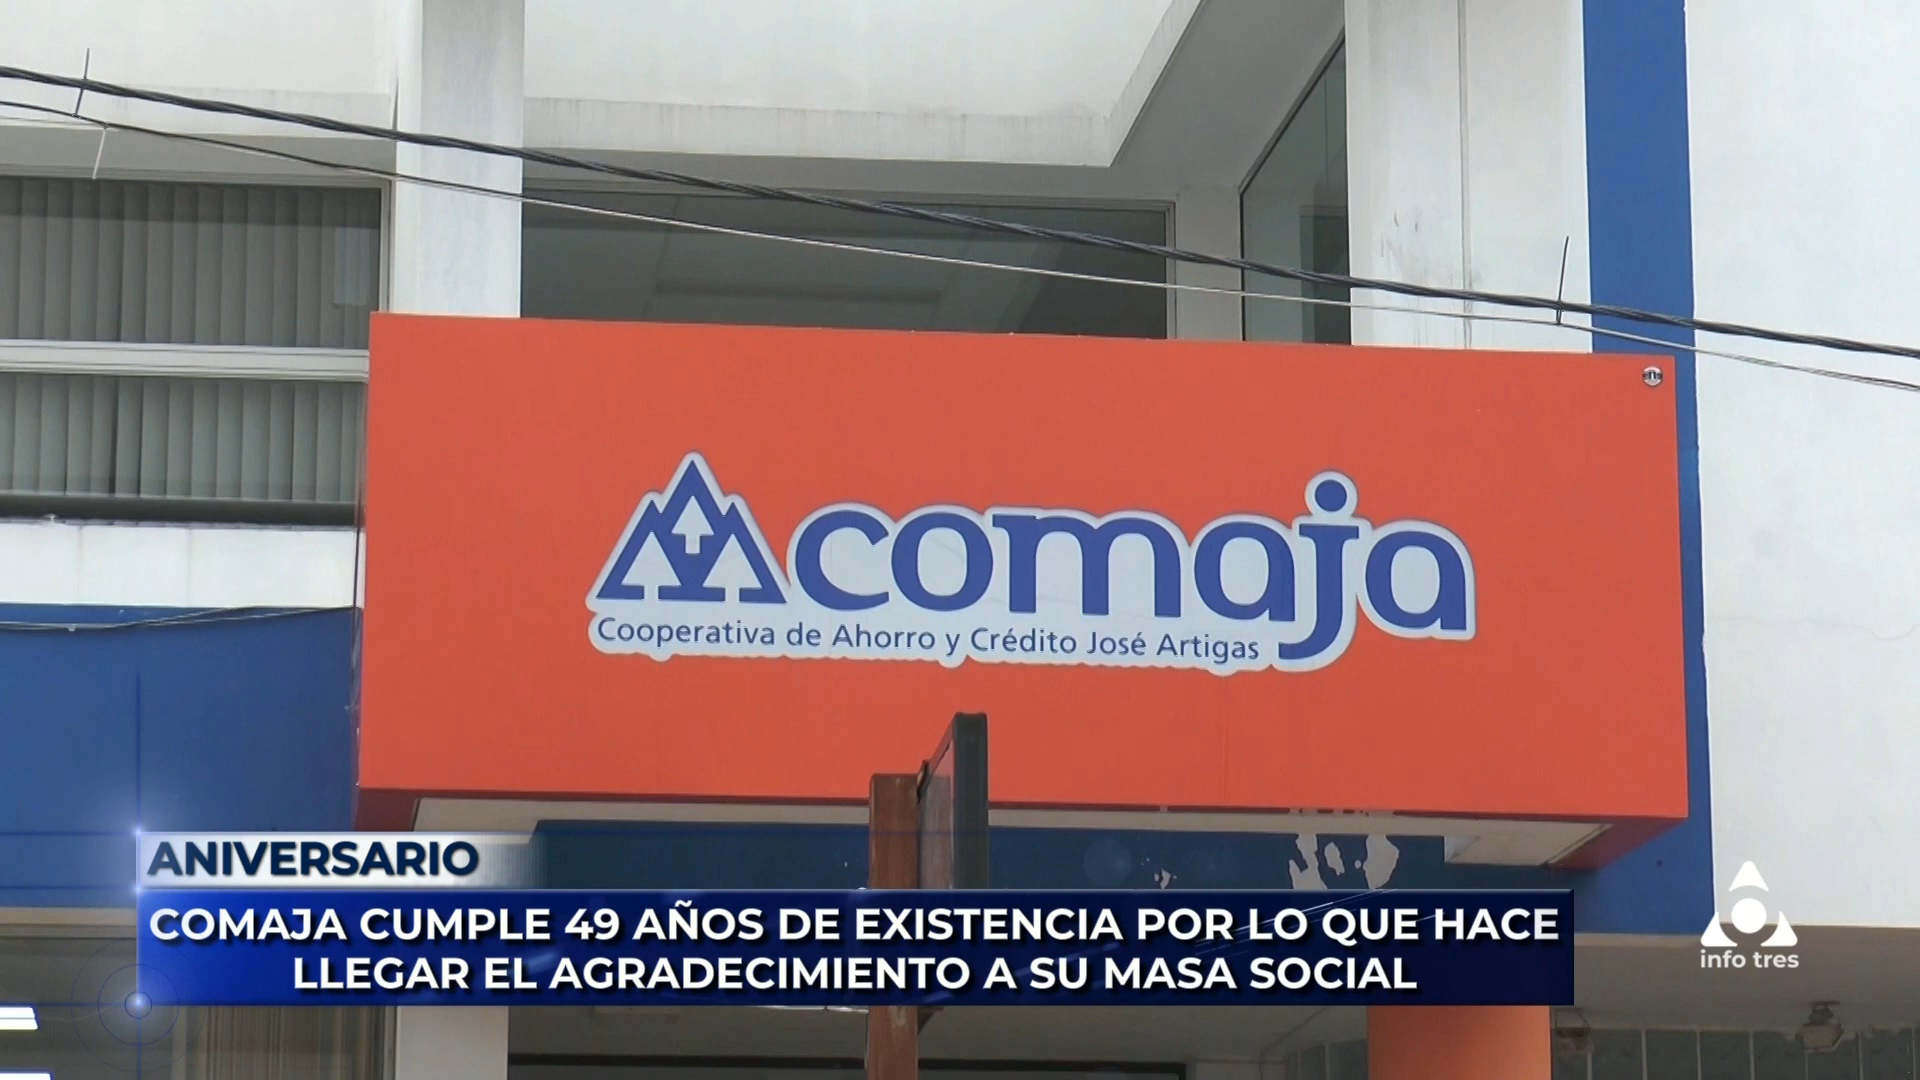 comaja
Cooperativa de Ahorro y Crédito José Artigas
ANIVERSARIO
COMAJA CUMPLE 49 AÑOS DE EXISTENCIA POR LO QUE HACE
LLEGAR EL AGRADECIMIENTO A SU MASA SOCIAL
info tres